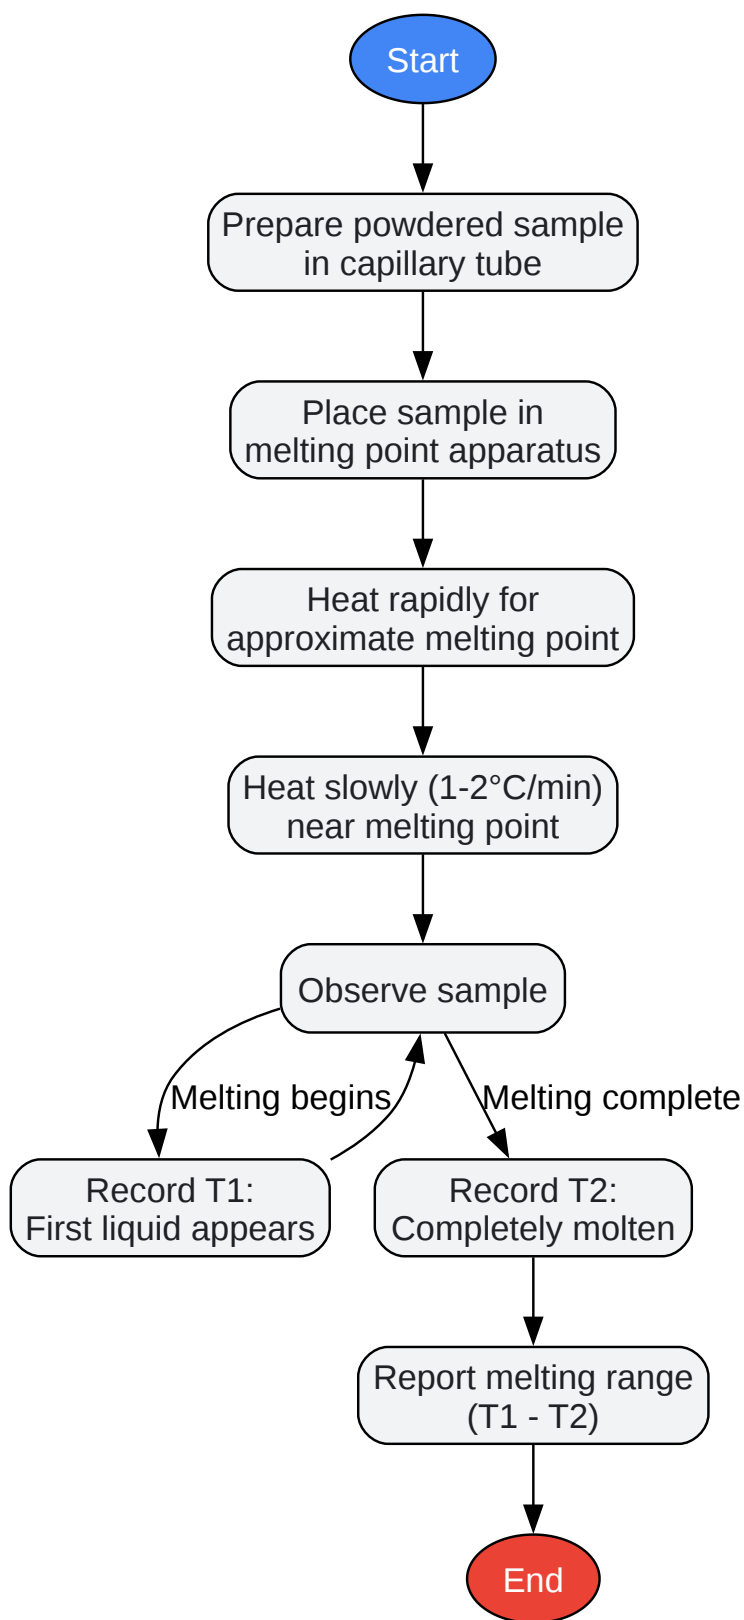 Start
Prepare powdered sample
in capillary tube
Place sample in
melting point apparatus
Heat rapidly for
approximate melting point
Heat slowly (1-2°C/min)
near melting point
Observe sample
Melting begins
Melting complete
Record T1:
First liquid appears
Record T2:
Completely molten
Report melting range
(T1 - T2)
End